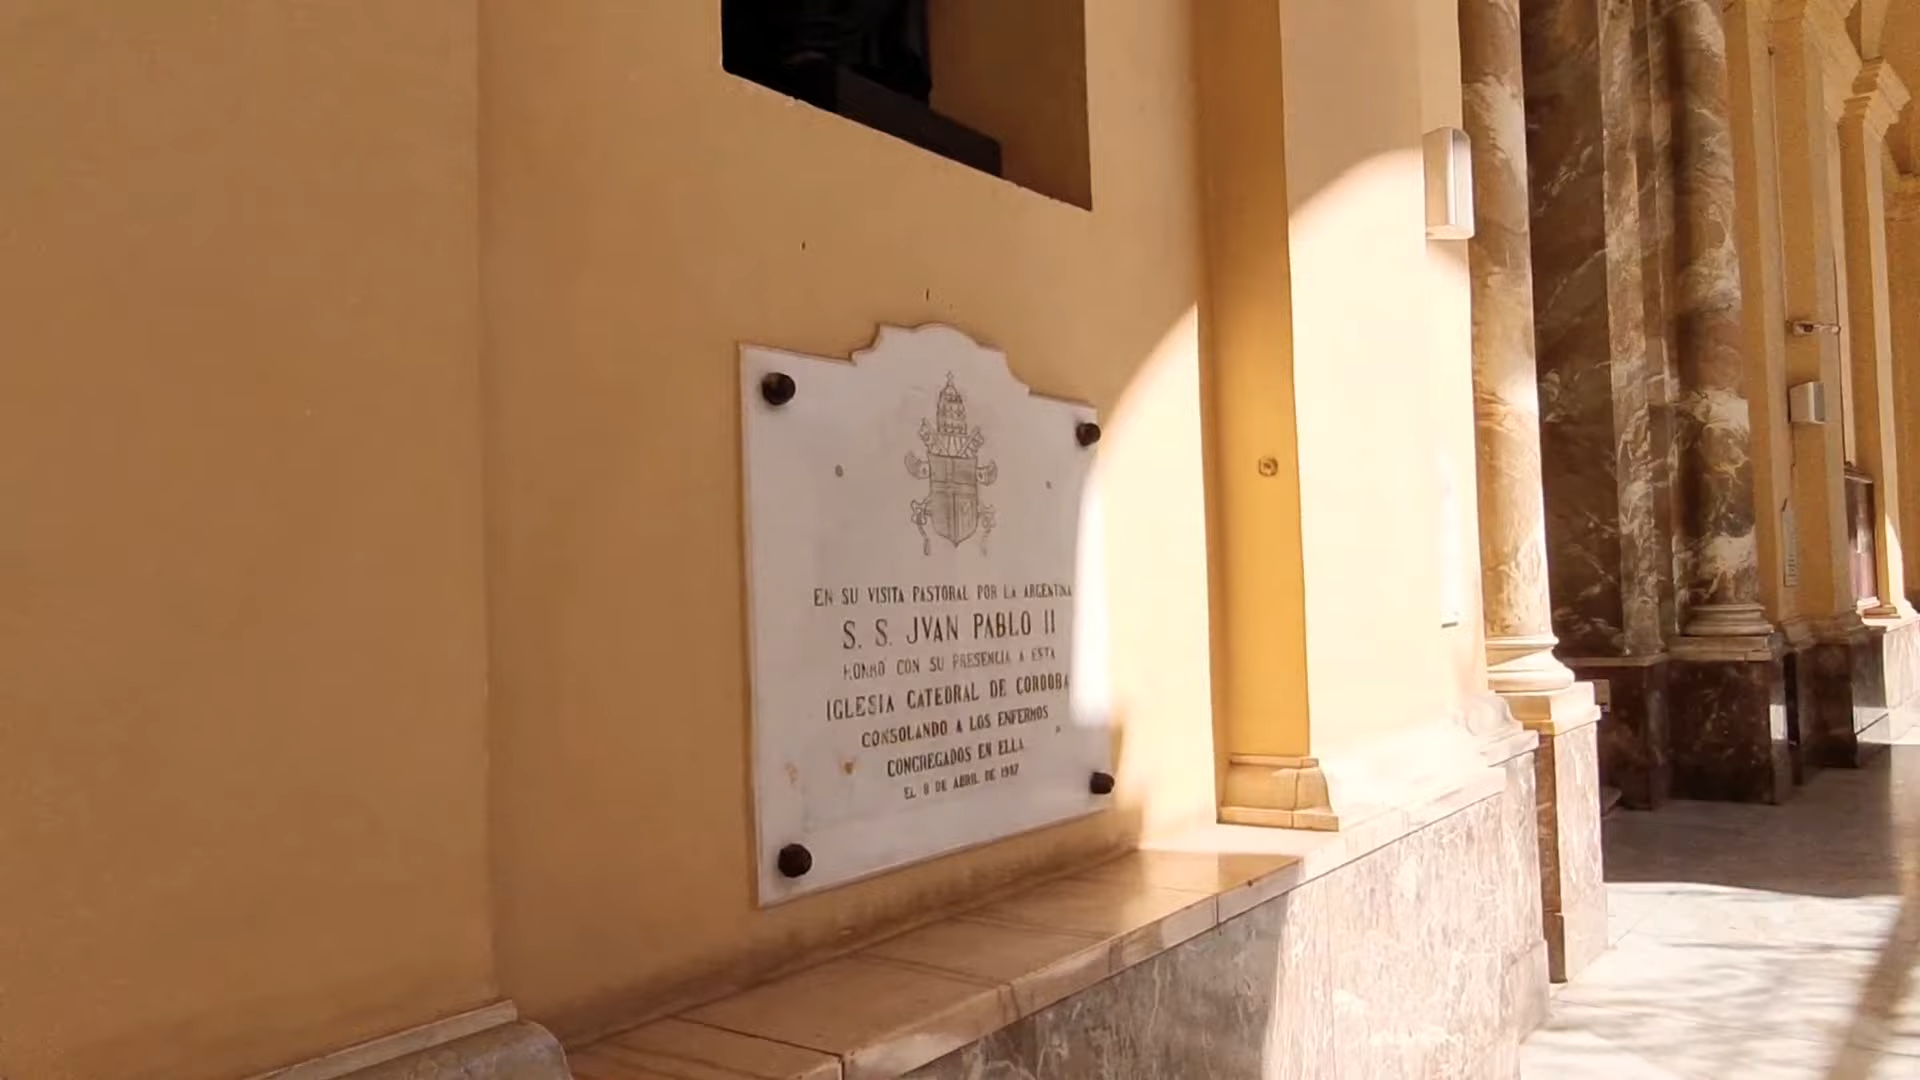 EN SU VISITA PASTORAL POR LA ARGENTINA
S. S. JVAN PABLO II
HONRÓ CON SU PRESENCIA A ESTA
IGLESIA CATEDRAL DE CORDOBA
CONSOLANDO A LOS ENFERMOS
CONGREGADOS EN ELLA
EL 8 DE ABRIL DE 1987